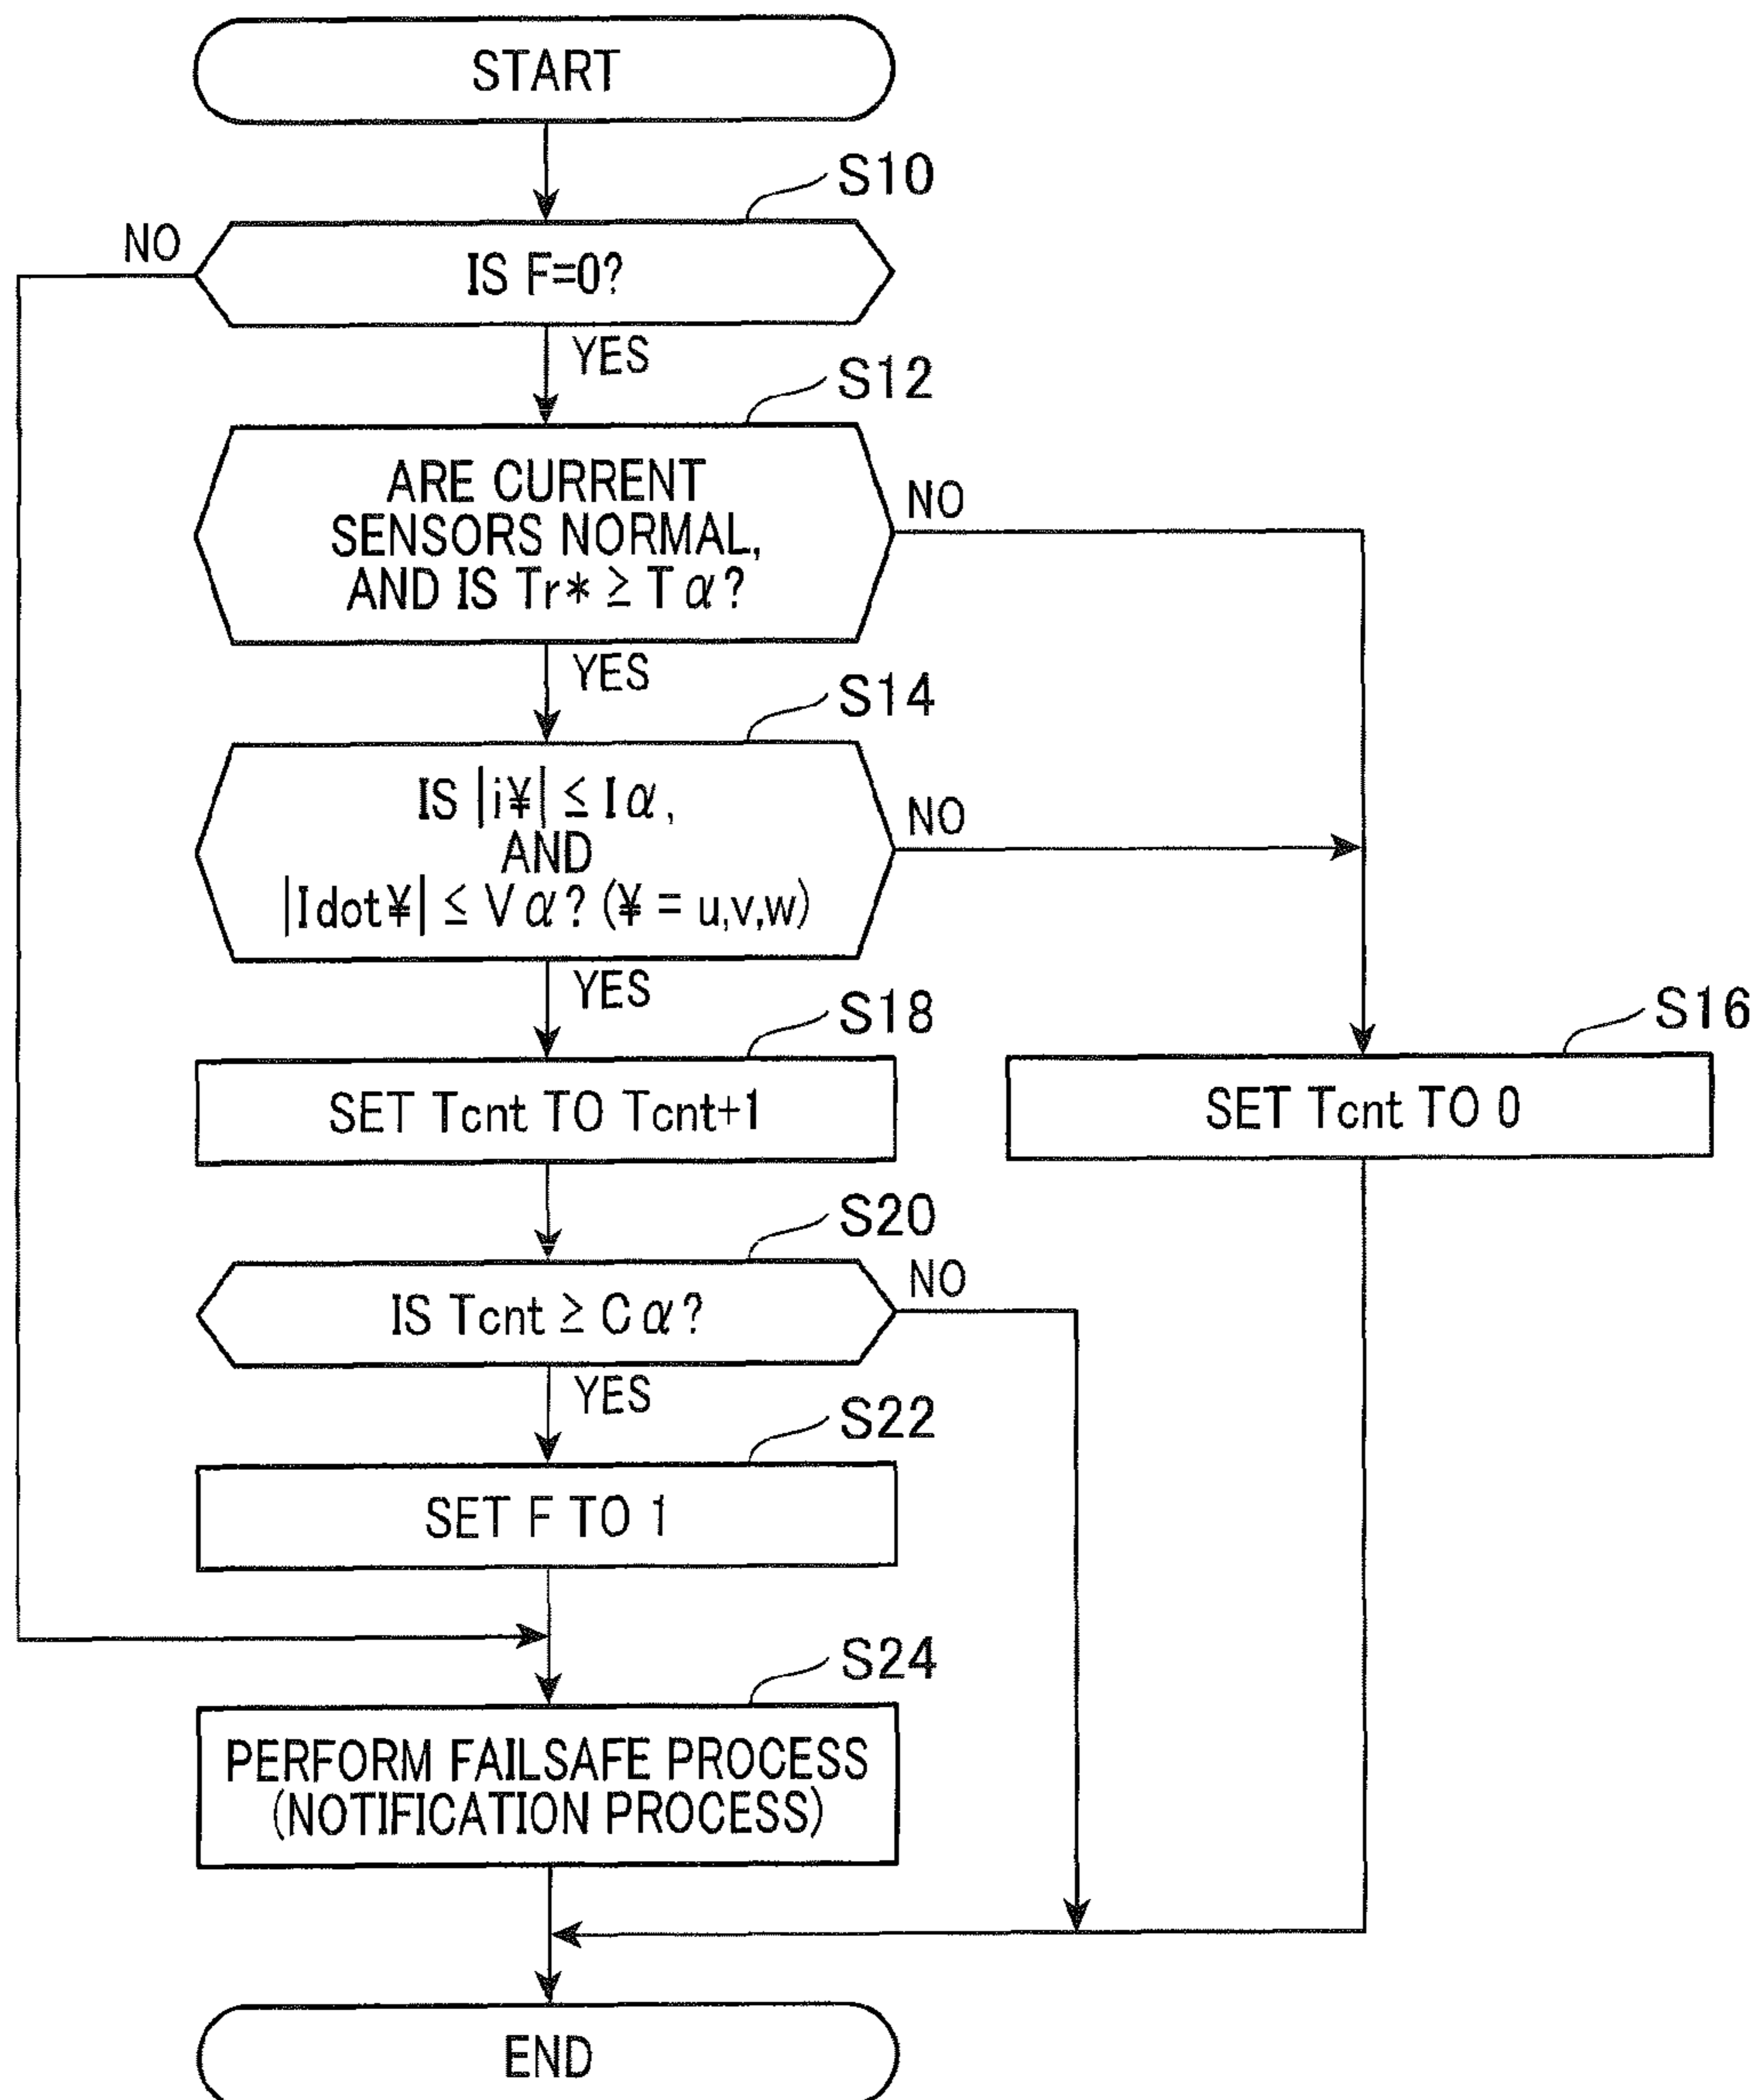 START
S10
NO
IS F=0?
YES
S12
ARE CURRENT
SENSORS NORMAL,
AND IS Tr* ≥ Tα?
NO
YES
S14
IS |i¥| ≤ Iα,
AND
|Idot¥| ≤ Vα? (¥ = u,v,w)
NO
YES
S18
SET Tcnt TO Tcnt+1
S16
SET Tcnt TO 0
S20
IS Tcnt ≥ Cα?
NO
YES
S22
SET F TO 1
S24
PERFORM FAILSAFE PROCESS
(NOTIFICATION PROCESS)
END